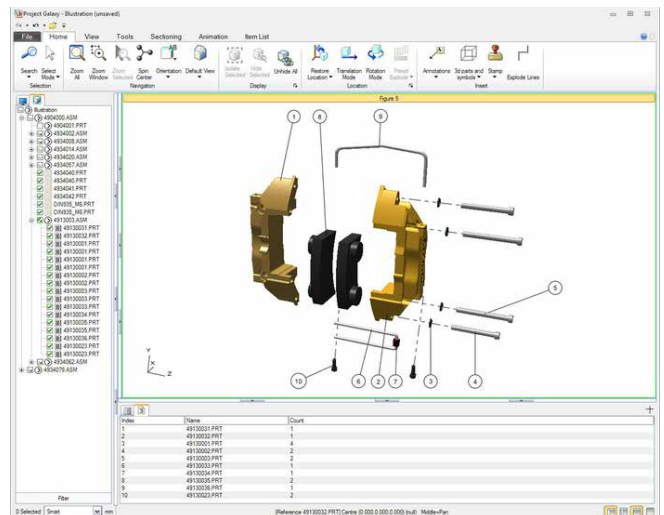 Project Galaxy - Illustration (unsaved)
File Home View Tools Sectioning Animation Item List
Search Select Mode Zoom All Zoom Window Zoom Selected Spin Center Orientation Default View Isolate Selected Hide Selected Unhide All Restore Location Translation Mode Rotation Mode Preset Explode Annotations 3d parts and symbols Stamp Explode Lines
Selection Navigation Display Location Insert
Figure 5
Illustration
4904000.ASM
4934001.PRT
4934002.ASM
4934008.ASM
4934014.ASM
4934020.ASM
4934057.ASM
4934042.PRT
4934040.PRT
4934041.PRT
4934042.PRT
DIN935_M6.PRT
DIN935_M6.PRT
4913003.ASM
49130031.PRT
49130032.PRT
49130001.PRT
49130001.PRT
49130001.PRT
49130001.PRT
49130002.PRT
49130002.PRT
49130003.PRT
49130003.PRT
49130033.PRT
49130034.PRT
49130035.PRT
49130035.PRT
49130036.PRT
49130023.PRT
49130023.PRT
4934062.ASM
4934079.ASM
Filter
1 8 9
5
10 6 2 7 3 4
Y
X Z
Index Name Count
1 49130031.PRT 1
2 49130032.PRT 1
3 49130001.PRT 4
4 49130002.PRT 2
5 49130003.PRT 2
6 49130033.PRT 1
7 49130034.PRT 1
8 49130035.PRT 2
9 49130036.PRT 1
10 49130023.PRT 2
0 Selected Smart mm [Reference 49130032.PRT] Centre (0.000 0.000 0.000) (null) Middle=Pan